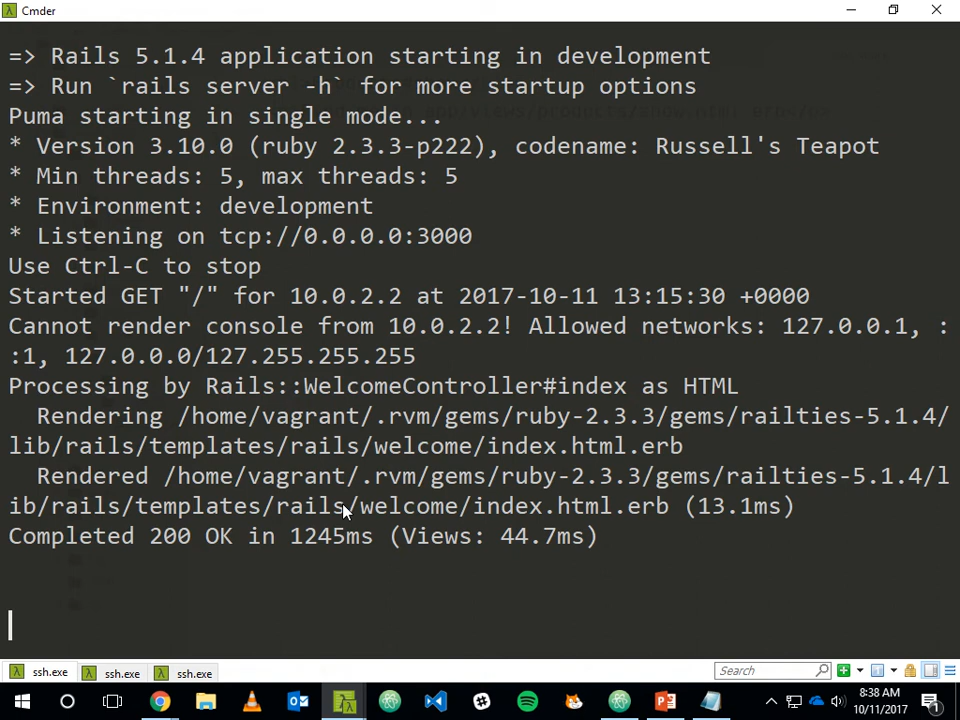 Cmder
=> Rails 5.1.4 application starting in development
=> Run `rails server -h` for more startup options
Puma starting in single mode...
* Version 3.10.0 (ruby 2.3.3-p222), codename: Russell's Teapot
* Min threads: 5, max threads: 5
* Environment: development
* Listening on tcp://0.0.0.0:3000
Use Ctrl-C to stop
Started GET "/" for 10.0.2.2 at 2017-10-11 13:15:30 +0000
Cannot render console from 10.0.2.2! Allowed networks: 127.0.0.1, :
:1, 127.0.0.0/127.255.255.255
Processing by Rails::WelcomeController#index as HTML
  Rendering /home/vagrant/.rvm/gems/ruby-2.3.3/gems/railties-5.1.4/
lib/rails/templates/rails/welcome/index.html.erb
  Rendered /home/vagrant/.rvm/gems/ruby-2.3.3/gems/railties-5.1.4/l
ib/rails/templates/rails/welcome/index.html.erb (13.1ms)
Completed 200 OK in 1245ms (Views: 44.7ms)
ssh.exe ssh.exe ssh.exe Search
8:38 AM
10/11/2017
1